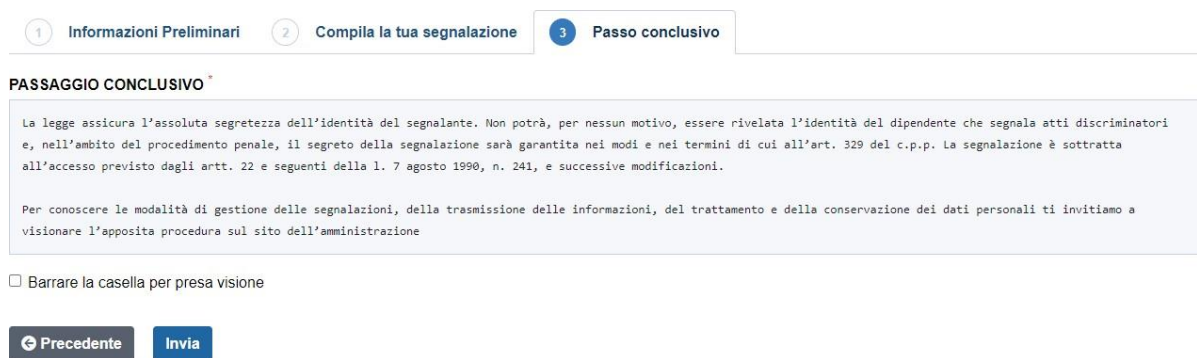 1 Informazioni Preliminari 2 Compila la tua segnalazione 3 Passo conclusivo
PASSAGGIO CONCLUSIVO *
La legge assicura l'assoluta segretezza dell'identità del segnalante. Non potrà, per nessun motivo, essere rivelata l'identità del dipendente che segnala atti discriminatori
e, nell'ambito del procedimento penale, il segreto della segnalazione sarà garantita nei modi e nei termini di cui all'art. 329 del c.p.p. La segnalazione è sottratta
all'accesso previsto dagli artt. 22 e seguenti della l. 7 agosto 1990, n. 241, e successive modificazioni.
Per conoscere le modalità di gestione delle segnalazioni, della trasmissione delle informazioni, del trattamento e della conservazione dei dati personali ti invitiamo a
visionare l'apposita procedura sul sito dell'amministrazione
Barrare la casella per presa visione
Precedente Invia